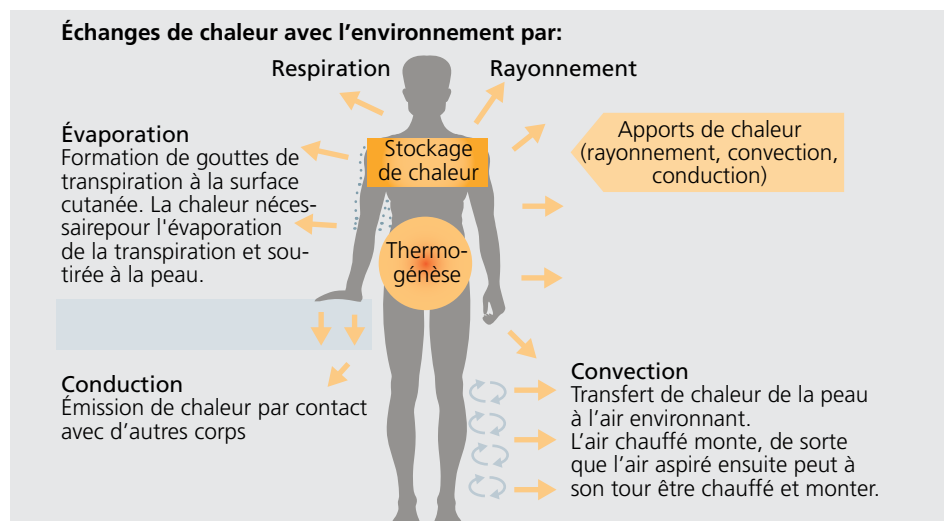 Échanges de chaleur avec l’environnement par:
Respiration
Rayonnement
Évaporation
Formation de gouttes de
transpiration à la surface
cutanée. La chaleur néces-
sairepour l'évaporation
de la transpiration et sou-
tirée à la peau.
Stockage
de chaleur
Apports de chaleur
(rayonnement, convection,
conduction)
Thermo-
génèse
Conduction
Émission de chaleur par contact
avec d’autres corps
Convection
Transfert de chaleur de la peau
à l’air environnant.
L’air chauffé monte, de sorte
que l’air aspiré ensuite peut à
son tour être chauffé et monter.